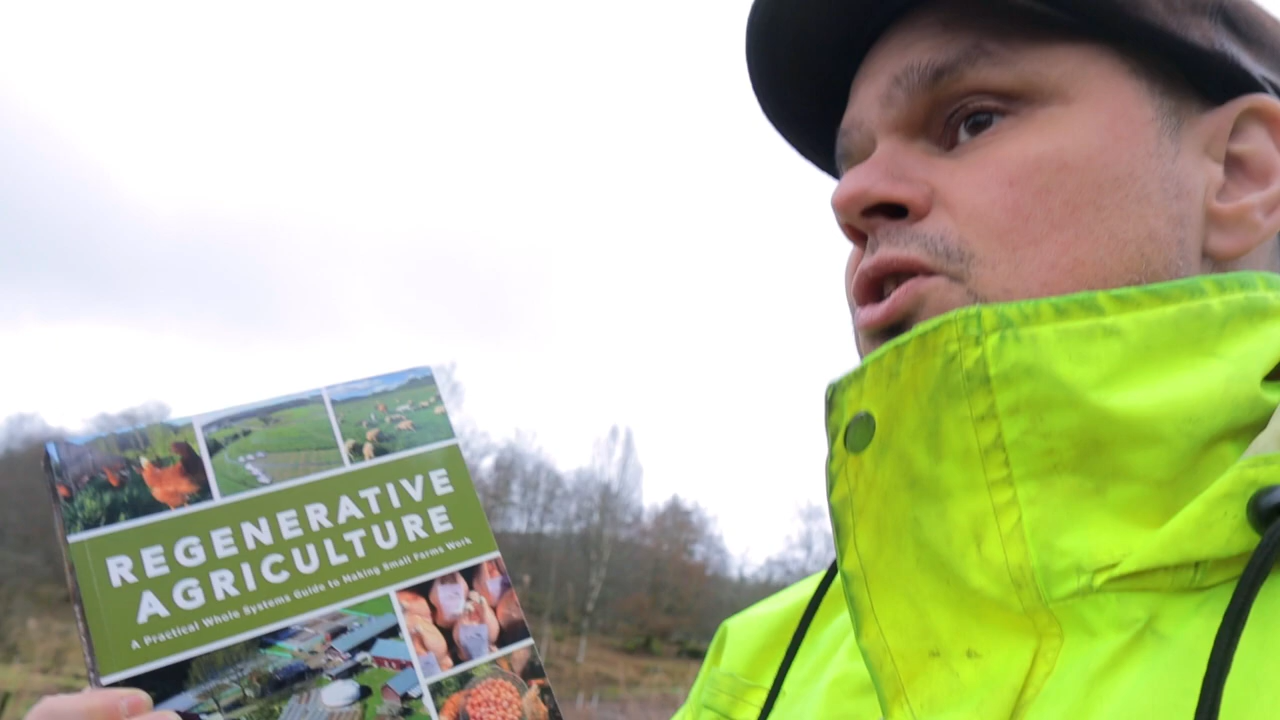 REGENERATIVE
AGRICULTURE
A Practical Whole Systems Guide to Making Small Farms Work